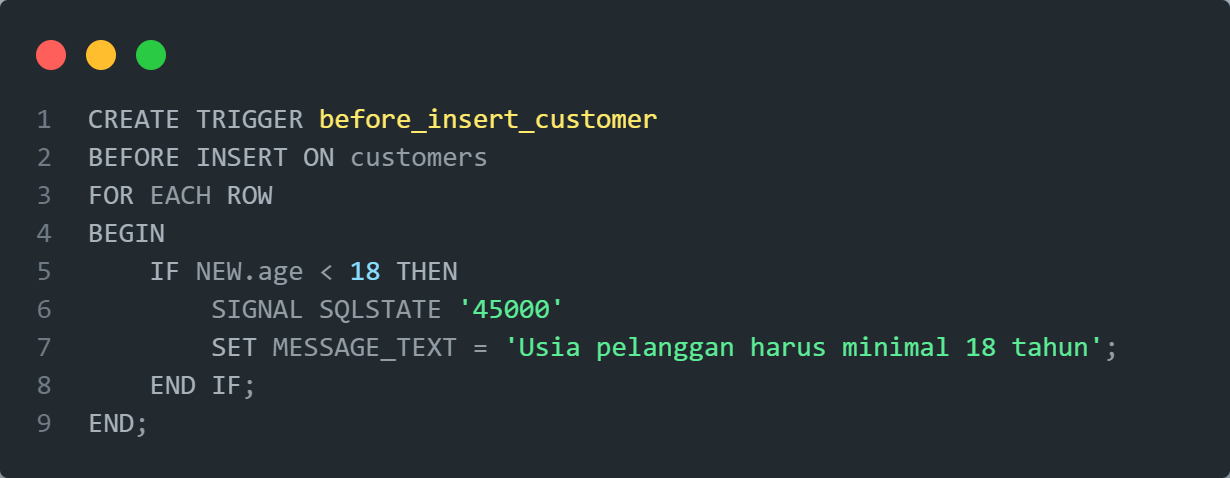 1 CREATE TRIGGER before_insert_customer
2 BEFORE INSERT ON customers
3 FOR EACH ROW
4 BEGIN
5     IF NEW.age < 18 THEN
6         SIGNAL SQLSTATE '45000'
7         SET MESSAGE_TEXT = 'Usia pelanggan harus minimal 18 tahun';
8     END IF;
9 END;